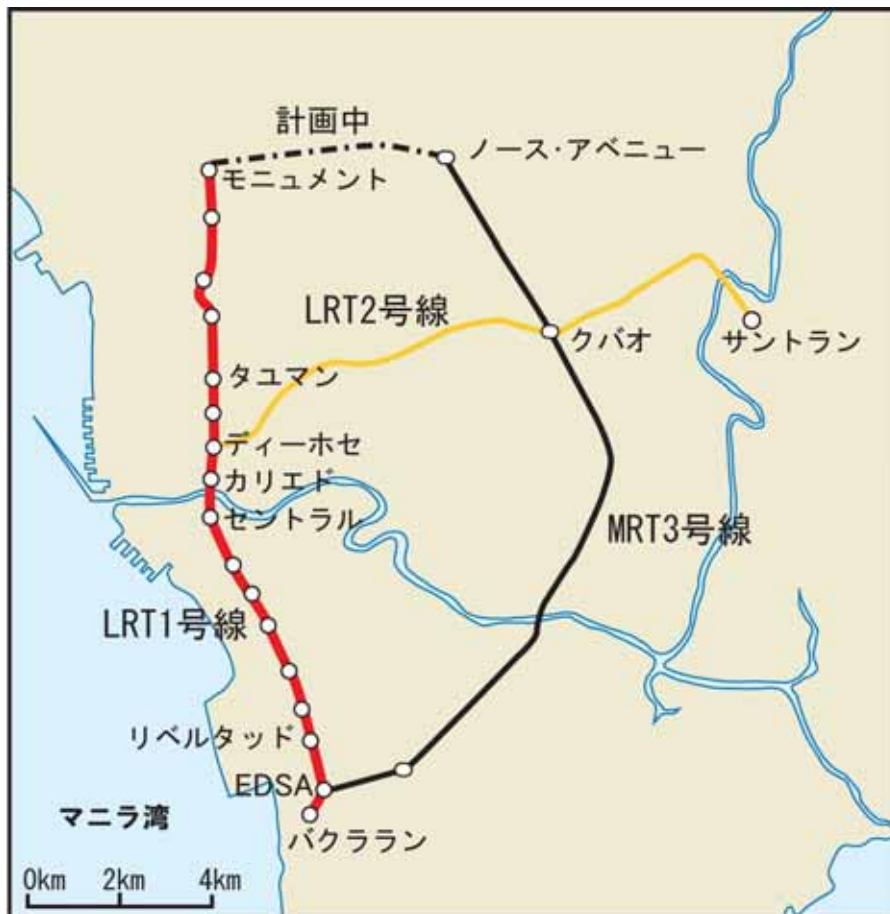 計画中
ノース・アベニュー
モニュメント
LRT2号線
クバオ
サントラン
タユマン
ディーホセ
カリエド
セントラル
MRT3号線
LRT1号線
リベルタッド
EDSA
マニラ湾
バクララン
0km 2km 4km